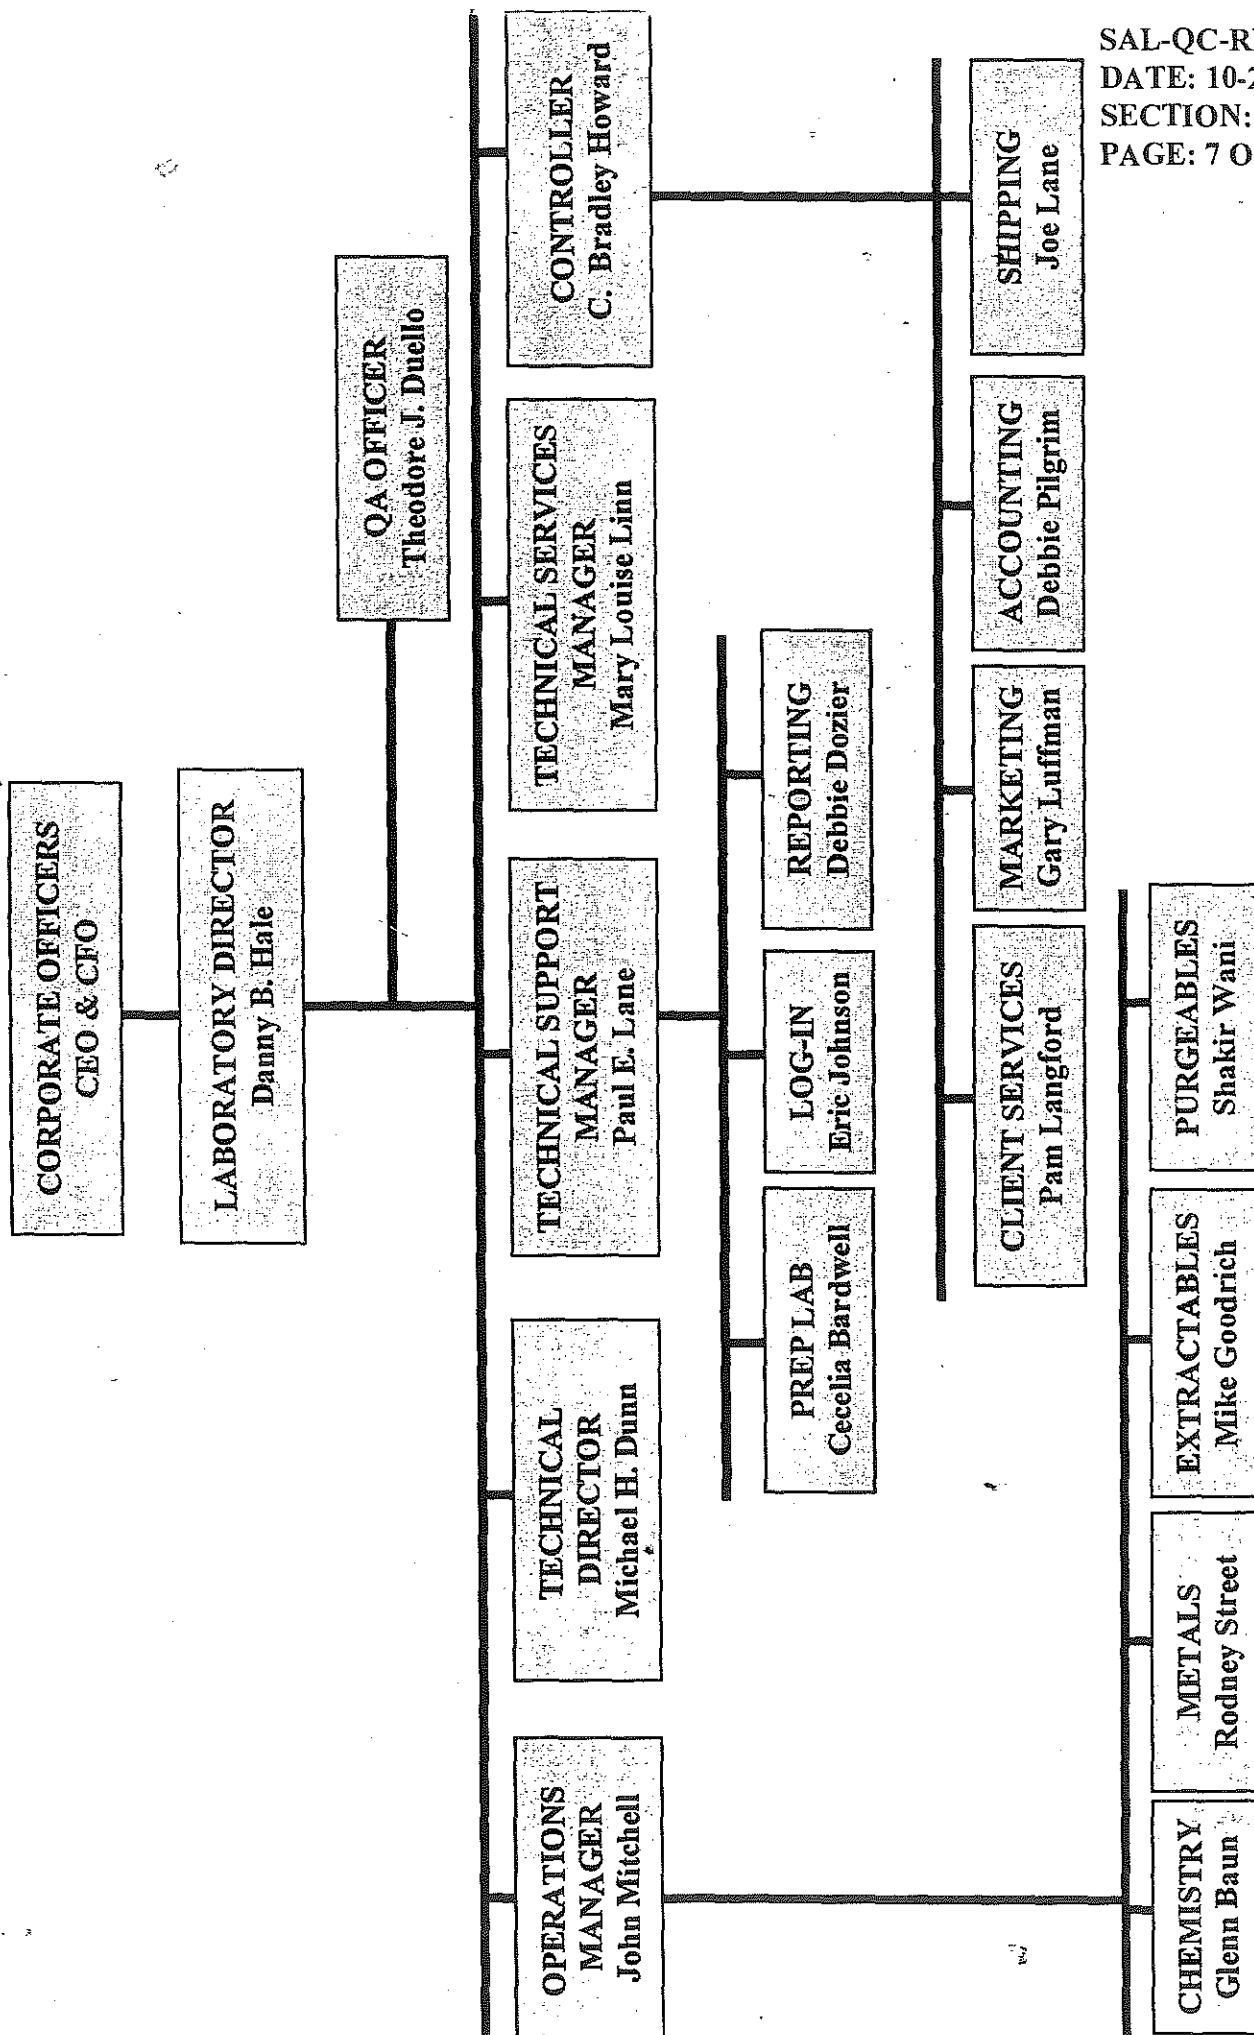 SAL-QC-R
DATE: 10-2
SECTION:
PAGE: 7 O
CORPORATE OFFICERS
CEO & CFO
LABORATORY DIRECTOR
Danny B. Hale
QA OFFICER
Theodore J. Duello
OPERATIONS
MANAGER
John Mitchell
TECHNICAL
DIRECTOR
Michael H. Dunn
TECHNICAL SUPPORT
MANAGER
Paul E. Lane
TECHNICAL SERVICES
MANAGER
Mary Louise Linn
CONTROLLER
C. Bradley Howard
PREP LAB
Cecelia Bardwell
LOG-IN
Eric Johnson
REPORTING
Debbie Dozier
CLIENT SERVICES
Pam Langford
MARKETING
Gary Luffman
ACCOUNTING
Debbie Pilgrim
SHIPPING
Joe Lane
CHEMISTRY
Glenn Baun
METALS
Rodney Street
EXTRACTABLES
Mike Goodrich
PURGEABLES
Shakir Wani